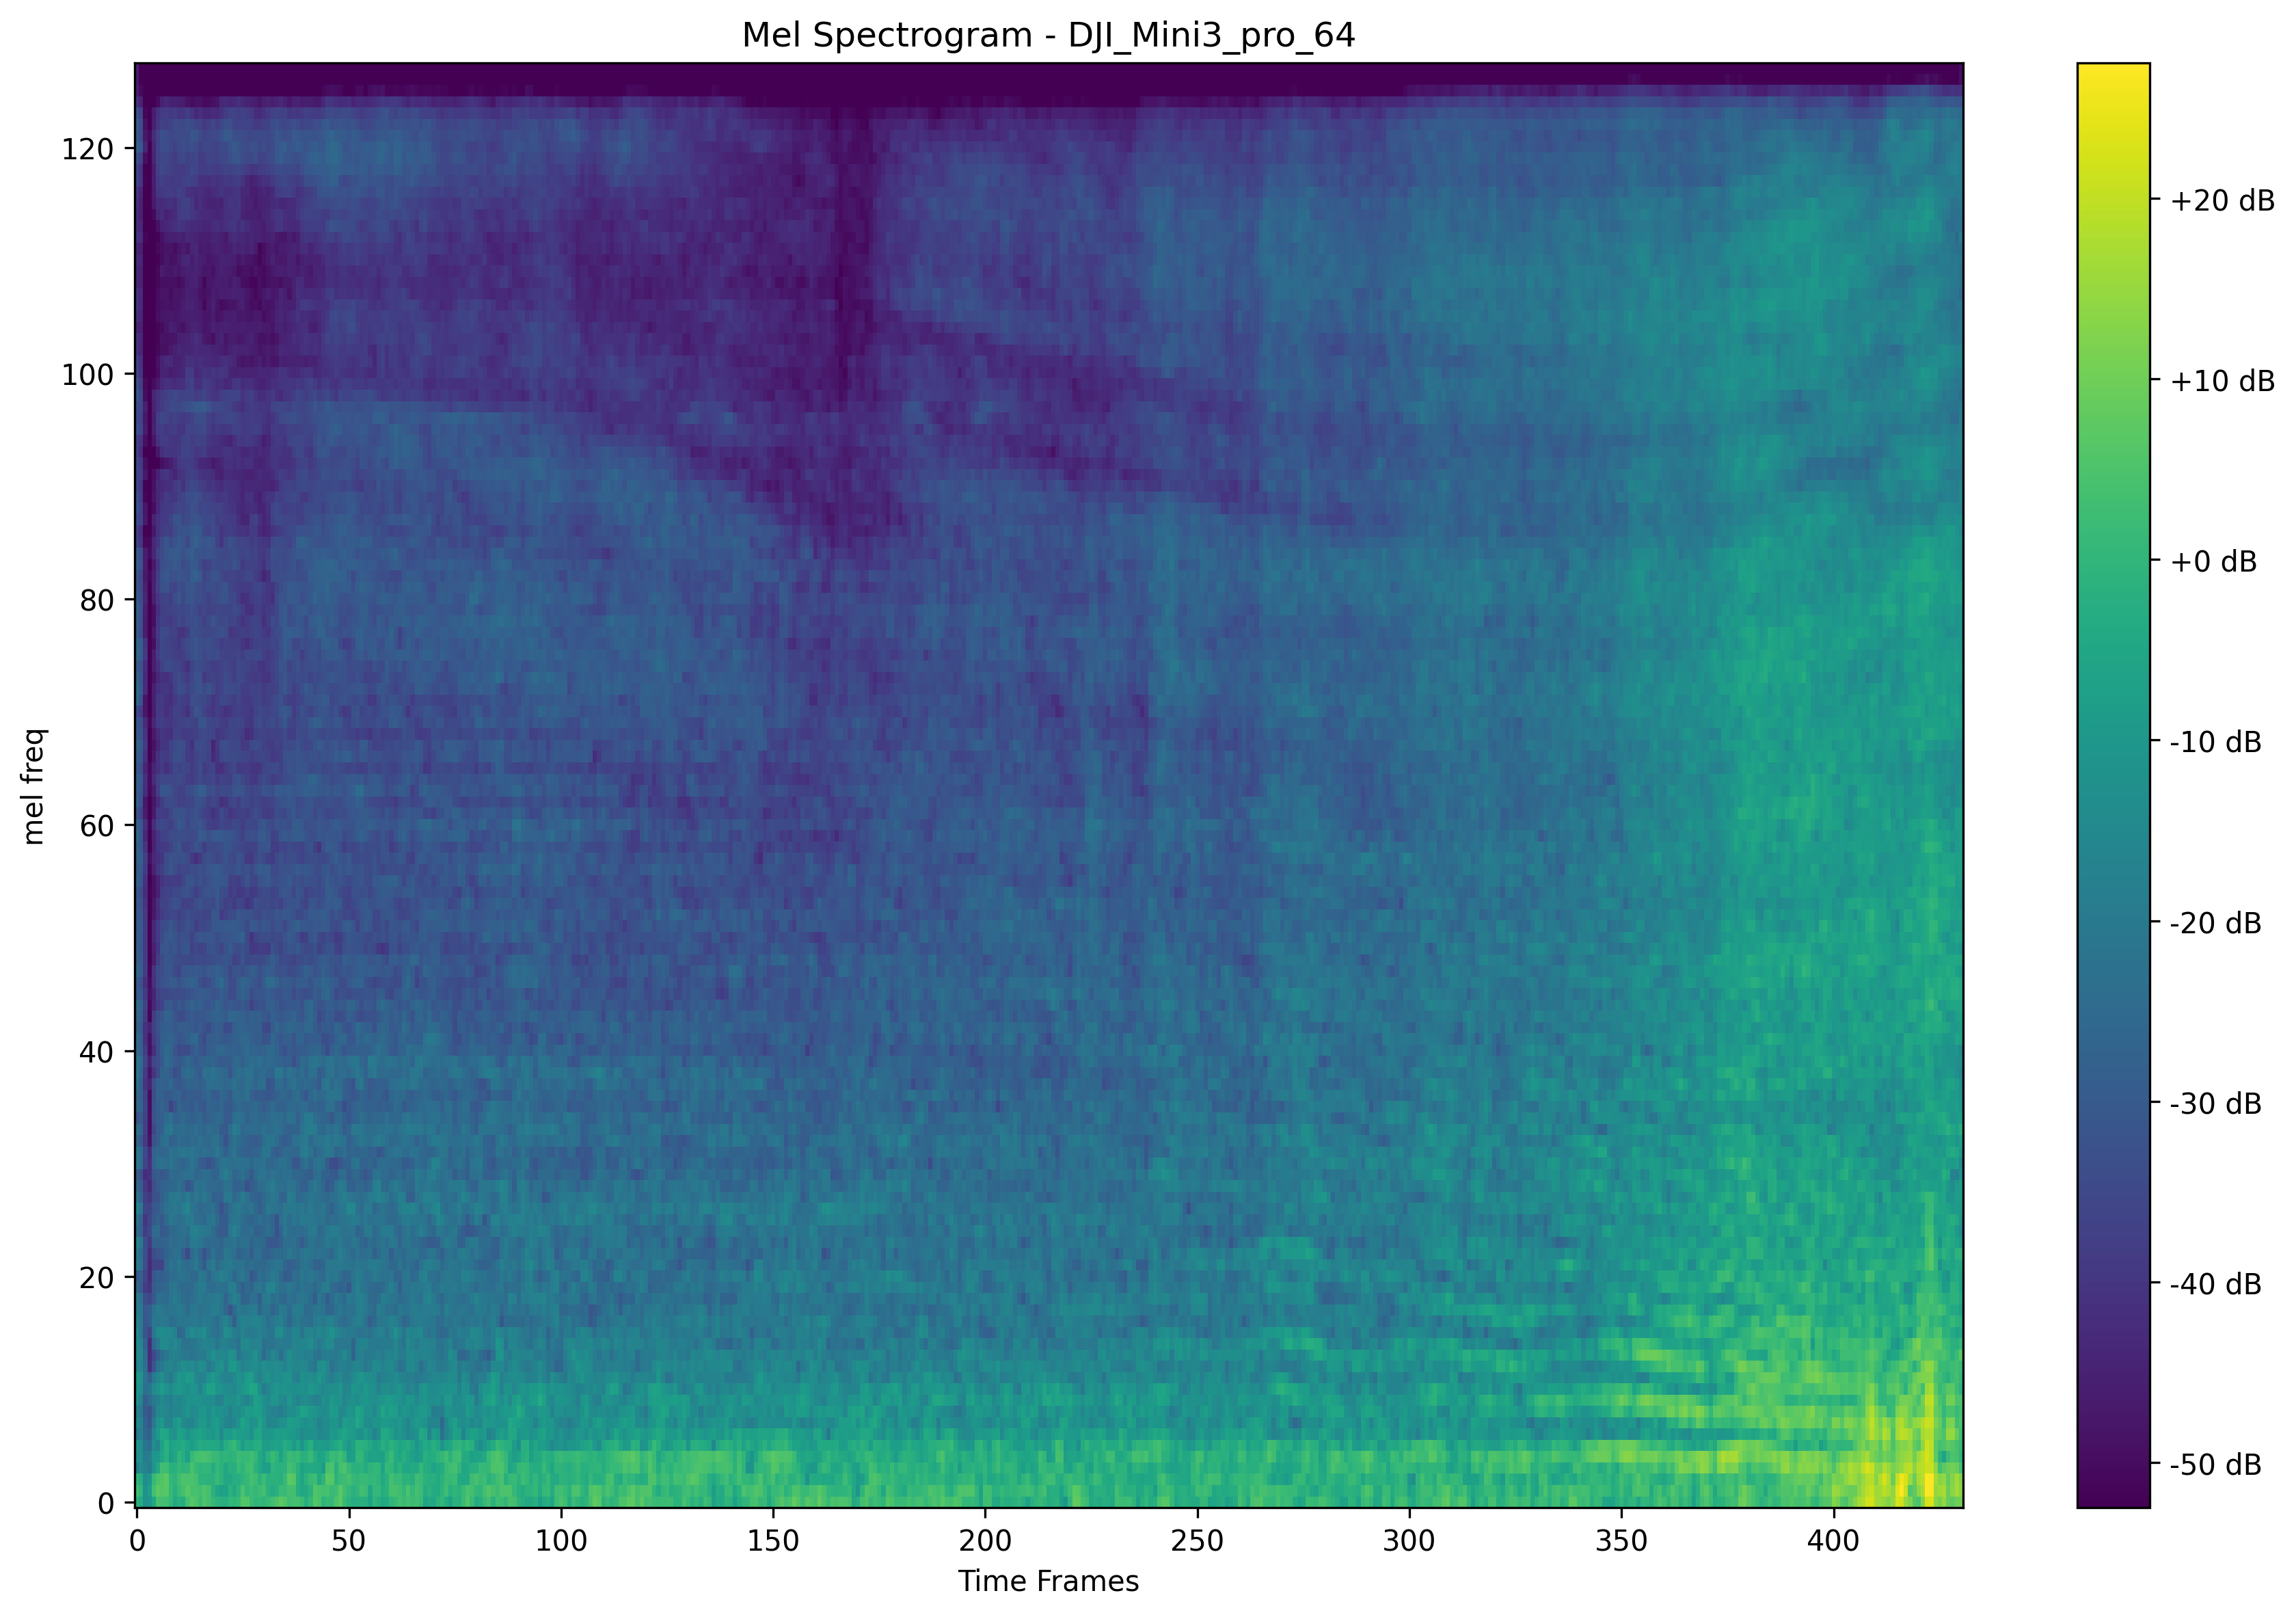 Mel Spectrogram - DJI_Mini3_pro_64
mel freq
120
100
80
60
40
20
0
0 50 100 150 200 250 300 350 400
Time Frames
+20 dB
+10 dB
+0 dB
-10 dB
-20 dB
-30 dB
-40 dB
-50 dB